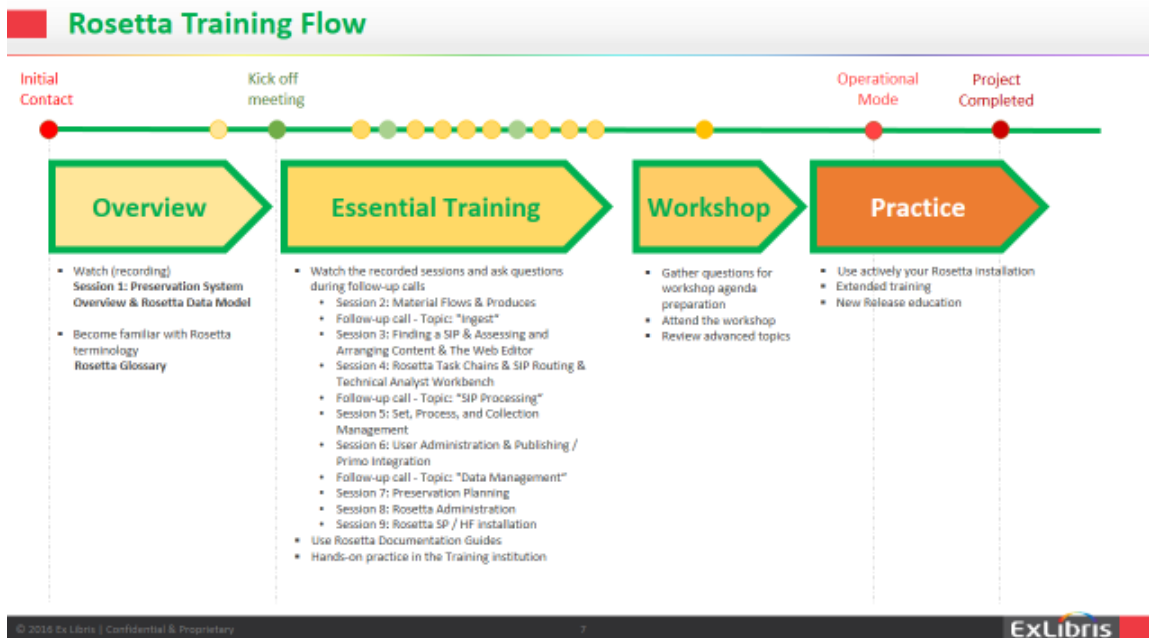 Rosetta Training Flow
Initial
Contact
Kick off
meeting
Operational
Mode
Project
Completed
Overview
Essential Training
Workshop
Practice
▪ Watch (recording)
Session 1: Preservation System
Overview & Rosetta Data Model
▪ Become familiar with Rosetta
terminology
Rosetta Glossary
▪ Watch the recorded sessions and ask questions
during follow-up calls
• Session 2: Material Flows & Produces
• Follow-up call - Topic: "Ingest"
• Session 3: Finding a SIP & Assessing and
Arranging Content & The Web Editor
• Session 4: Rosetta Task Chains & SIP Routing &
Technical Analyst Workbench
• Follow-up call - Topic: "SIP Processing"
• Session 5: Set, Process, and Collection
Management
• Session 6: User Administration & Publishing /
Primo Integration
• Follow-up call - Topic: "Data Management"
• Session 7: Preservation Planning
• Session 8: Rosetta Administration
• Session 9: Rosetta SP / HF installation
▪ Use Rosetta Documentation Guides
▪ Hands-on practice in the Training institution
▪ Gather questions for
workshop agenda
preparation
▪ Attend the workshop
▪ Review advanced topics
▪ Use actively your Rosetta installation
▪ Extended training
▪ New Release education
© 2016 Ex Libris | Confidential & Proprietary
7
ExLibris